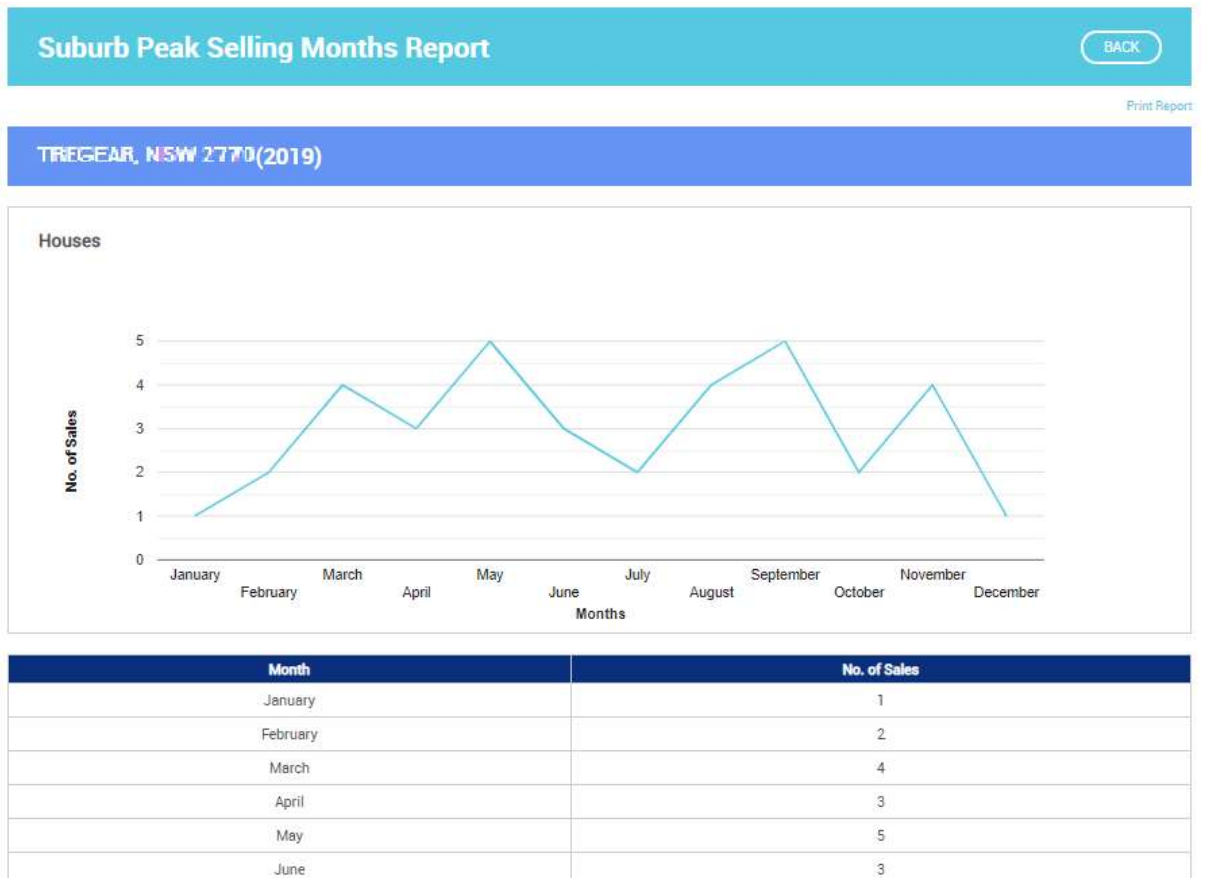 Suburb Peak Selling Months Report
BACK
Print Report
TREGEAR, NSW 2770 (2019)
Houses
5
4
3
2
1
0
No. of Sales
January February March April May June July August September October November December
Months
Month No. of Sales
January 1
February 2
March 4
April 3
May 5
June 3